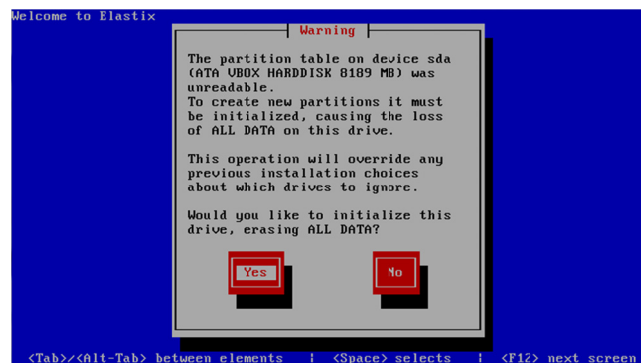 Welcome to Elastix
Warning
The partition table on device sda
(ATA VBOX HARDDISK 8189 MB) was
unreadable.
To create new partitions it must
be initialized, causing the loss
of ALL DATA on this drive.
This operation will override any
previous installation choices
about which drives to ignore.
Would you like to initialize this
drive, erasing ALL DATA?
Yes No
<Tab>/<Alt-Tab> between elements | <Space> selects | <F12> next screen